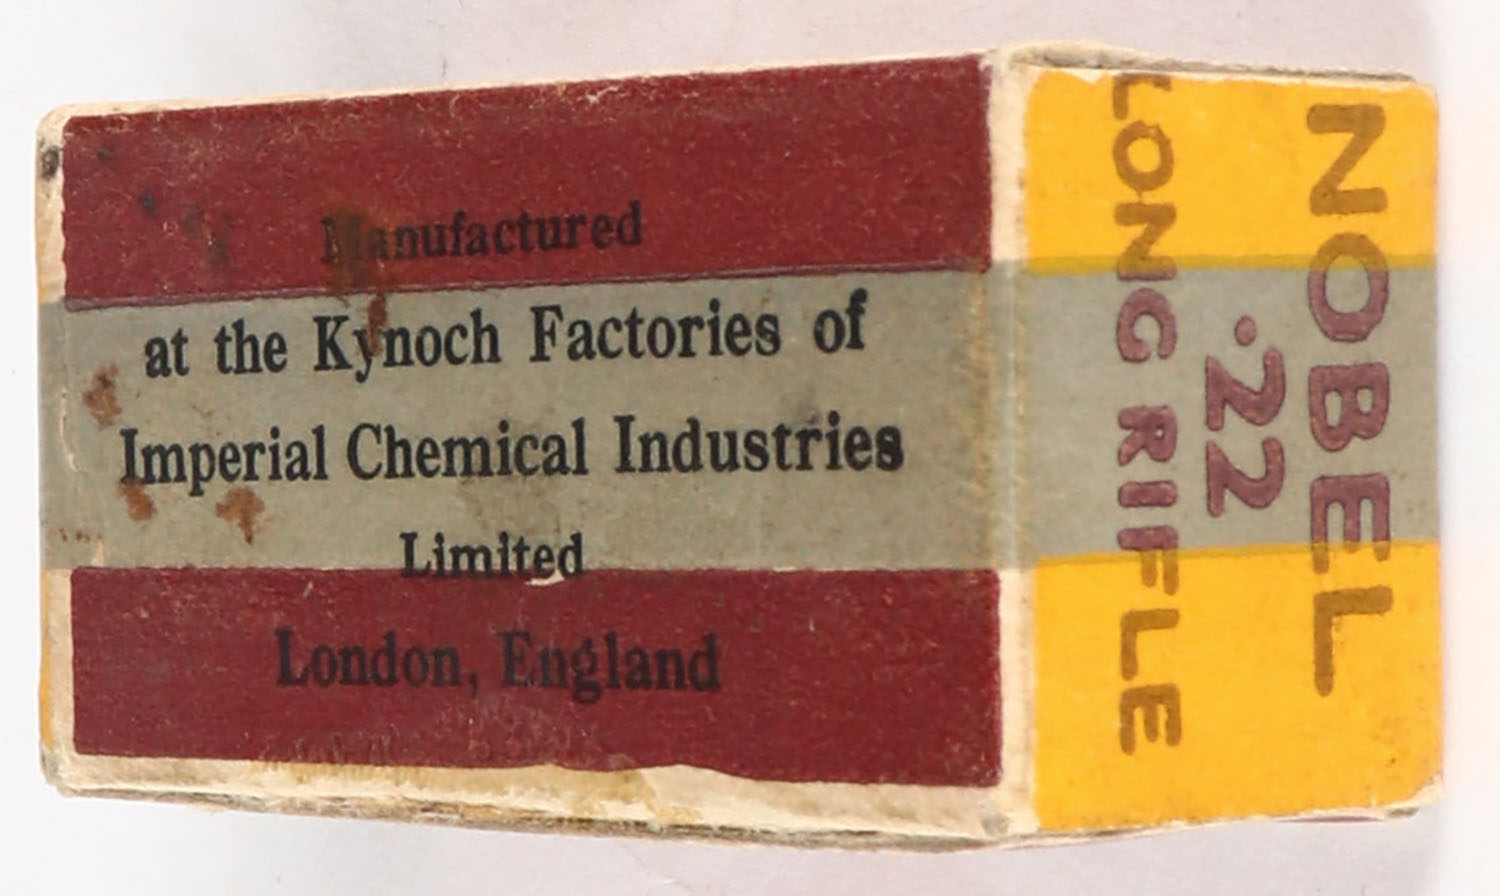 Manufactured
at the Kynoch Factories of
Imperial Chemical Industries
Limited
London, England
NOBEL
.22
LONG RIFLE